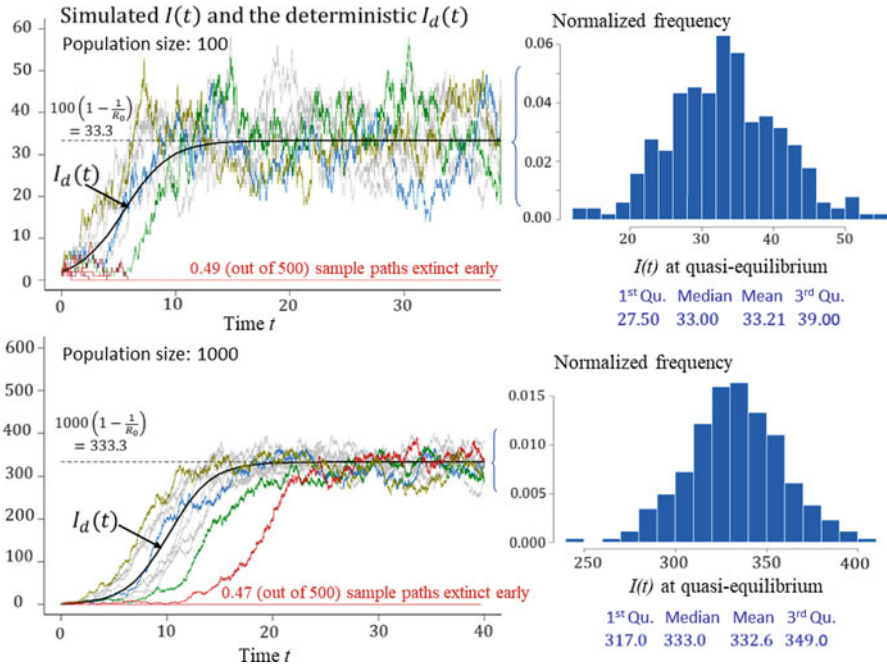 Simulated I(t) and the deterministic I_d(t)
Population size: 100
60
50
100 (1 − 1/R₀)
= 33.3
40
30
I_d(t)
20
10
0
0.49 (out of 500) sample paths extinct early
0 10 20 30
Time t
Normalized frequency
0.06
0.04
0.02
0.00
20 30 40 50
I(t) at quasi-equilibrium
1st Qu. Median Mean 3rd Qu.
27.50 33.00 33.21 39.00
600
Population size: 1000
500
1000 (1 − 1/R₀)
= 333.3
400
300
200
I_d(t)
100
0
0.47 (out of 500) sample paths extinct early
0 10 20 30 40
Time t
Normalized frequency
0.015
0.010
0.005
0.000
250 300 350 400
I(t) at quasi-equilibrium
1st Qu. Median Mean 3rd Qu.
317.0 333.0 332.6 349.0